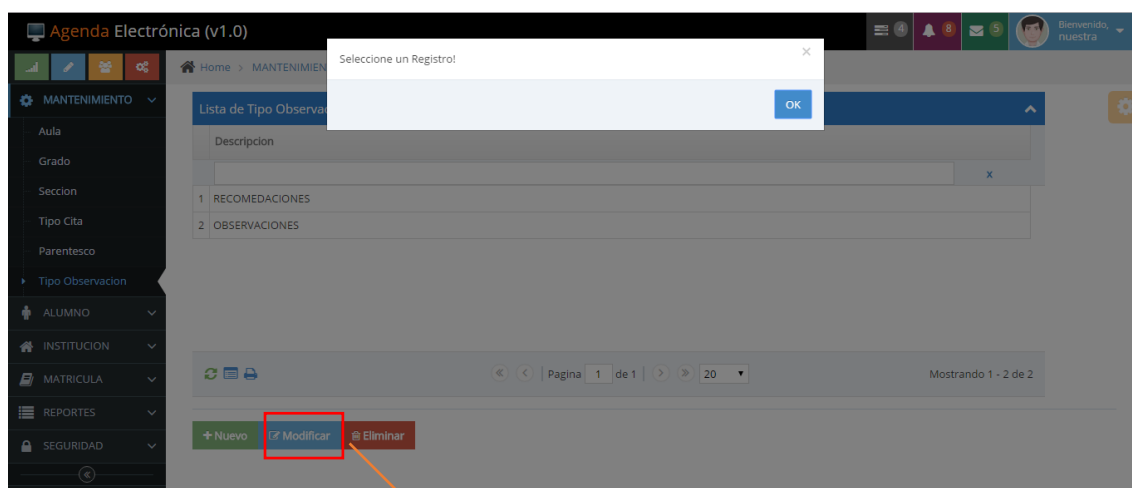 Agenda Electrónica (v1.0)
4
8
5
Bienvenido,
nuestra
Home > MANTENIMIEN
Seleccione un Registro!
×
OK
MANTENIMIENTO
Aula
Grado
Seccion
Tipo Cita
Parentesco
Tipo Observacion
ALUMNO
INSTITUCION
MATRICULA
REPORTES
SEGURIDAD
Lista de Tipo Observa
Descripcion
x
1 RECOMEDACIONES
2 OBSERVACIONES
Pagina 1 de 1
20
Mostrando 1 - 2 de 2
+Nuevo
Modificar
Eliminar